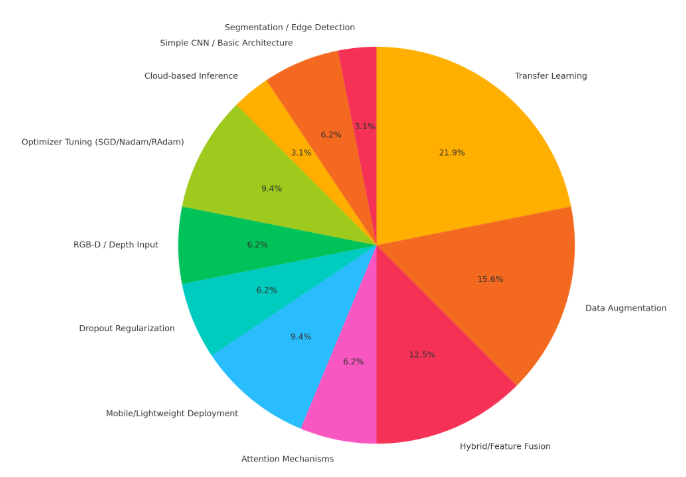 Segmentation / Edge Detection
Simple CNN / Basic Architecture
Cloud-based Inference
Transfer Learning
3.1%
6.2%
3.1%
21.9%
Optimizer Tuning (SGD/Nadam/RAdam)
9.4%
RGB-D / Depth Input
6.2%
15.6%
Data Augmentation
6.2%
Dropout Regularization
9.4%
6.2%
12.5%
Mobile/Lightweight Deployment
Hybrid/Feature Fusion
Attention Mechanisms